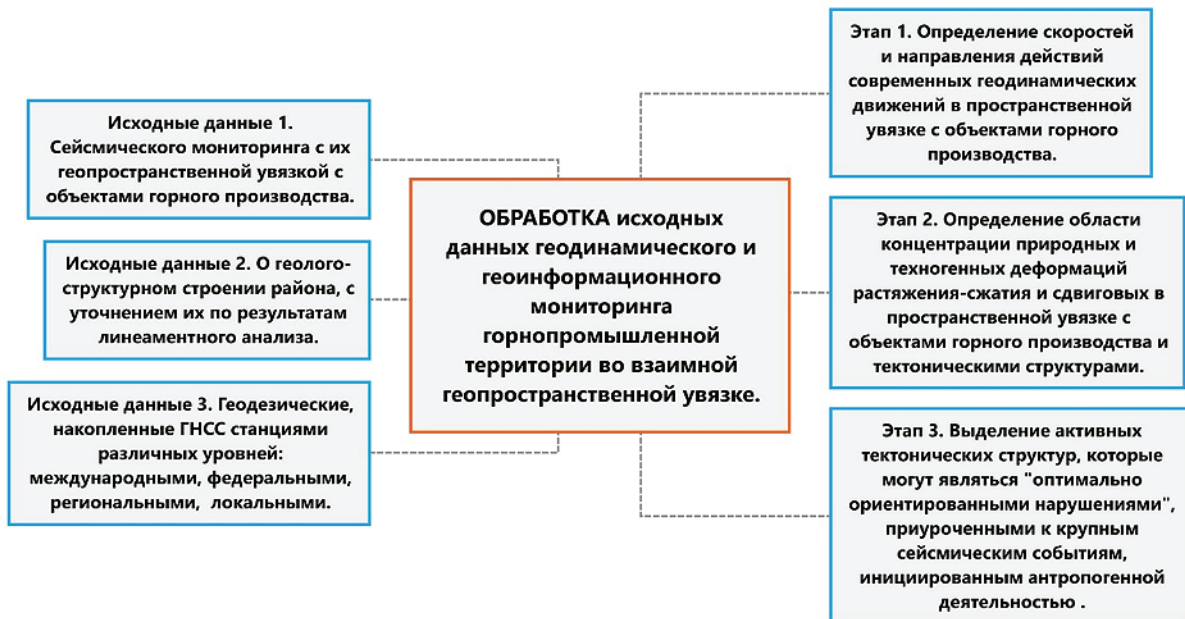 Исходные данные 1.
Сейсмического мониторинга с их
геопространственной увязкой с
объектами горного производства.
Исходные данные 2. О геолого-
структурном строении района, с
уточнением их по результатам
линеаментного анализа.
Исходные данные 3. Геодезические,
накопленные ГНСС станциями
различных уровней:
международными, федеральными,
региональными, локальными.
ОБРАБОТКА исходных
данных геодинамического и
геоинформационного
мониторинга
горнопромышленной
территории во взаимной
геопространственной увязке.
Этап 1. Определение скоростей
и направления действий
современных геодинамических
движений в пространственной
увязке с объектами горного
производства.
Этап 2. Определение области
концентрации природных и
техногенных деформаций
растяжения-сжатия и сдвиговых в
пространственной увязке с
объектами горного производства и
тектоническими структурами.
Этап 3. Выделение активных
тектонических структур, которые
могут являться "оптимально
ориентированными нарушениями",
приуроченными к крупным
сейсмическим событиям,
инициированным антропогенной
деятельностью .